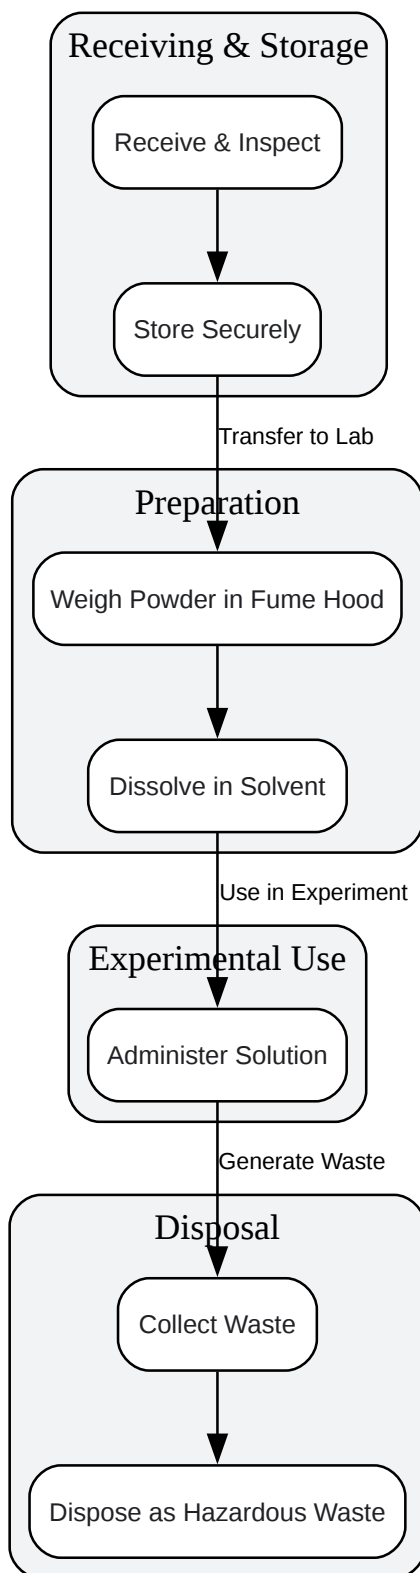 Receiving & Storage
Receive & Inspect
Store Securely
Transfer to Lab
Preparation
Weigh Powder in Fume Hood
Dissolve in Solvent
Use in Experiment
Experimental Use
Administer Solution
Generate Waste
Disposal
Collect Waste
Dispose as Hazardous Waste